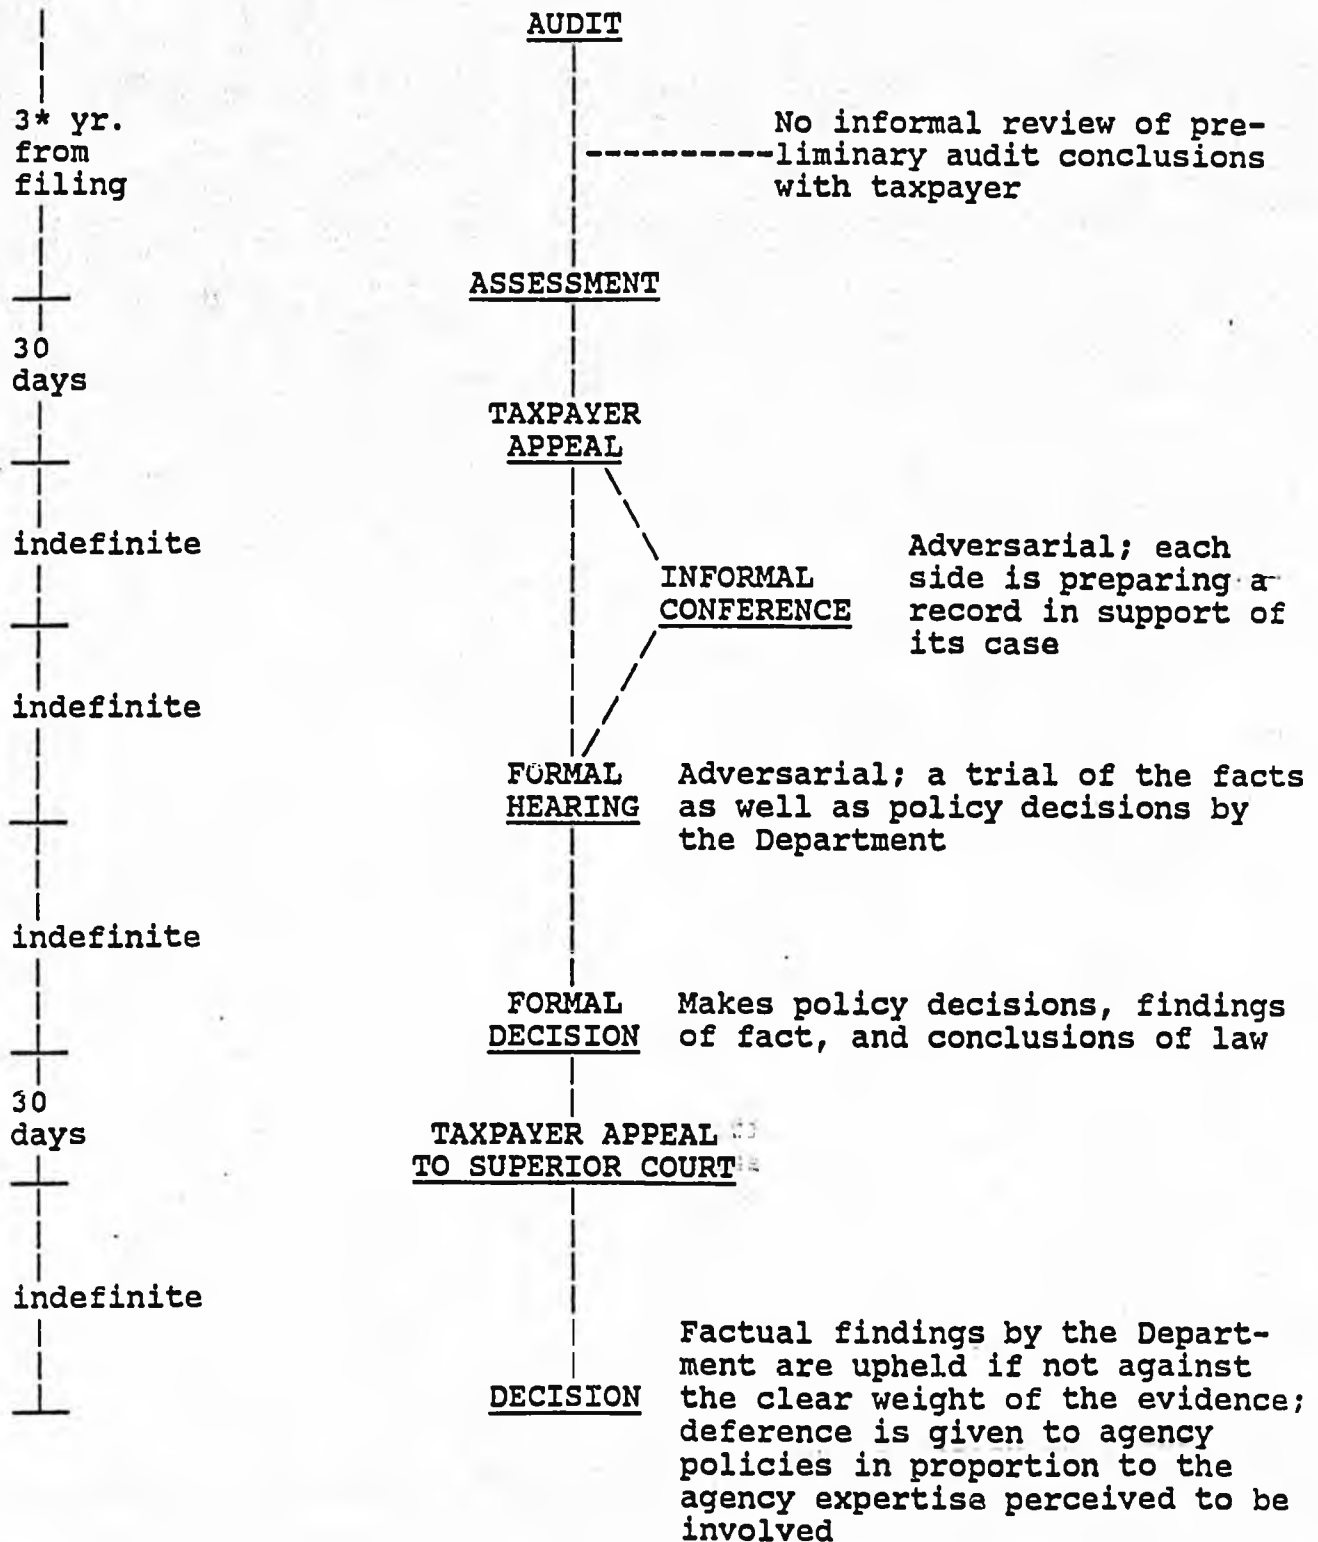 AUDIT
3* yr.
from
filing
No informal review of pre-
liminary audit conclusions
with taxpayer
ASSESSMENT
30
days
TAXPAYER
APPEAL
indefinite
INFORMAL
CONFERENCE
Adversarial; each
side is preparing a
record in support of
its case
indefinite
FORMAL
HEARING
Adversarial; a trial of the facts
as well as policy decisions by
the Department
indefinite
FORMAL
DECISION
Makes policy decisions, findings
of fact, and conclusions of law
30
days
TAXPAYER APPEAL
TO SUPERIOR COURT
indefinite
DECISION
Factual findings by the Depart-
ment are upheld if not against
the clear weight of the evidence;
deference is given to agency
policies in proportion to the
agency expertise perceived to be
involved